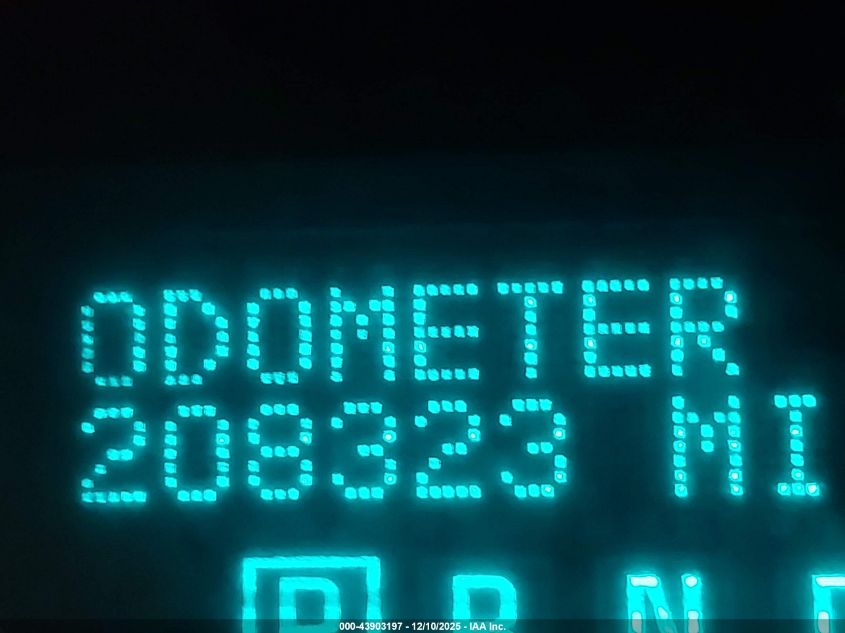 ODOMETER
208323 MI
P R N D
000-43903197 - 12/10/2025 - IAA Inc.